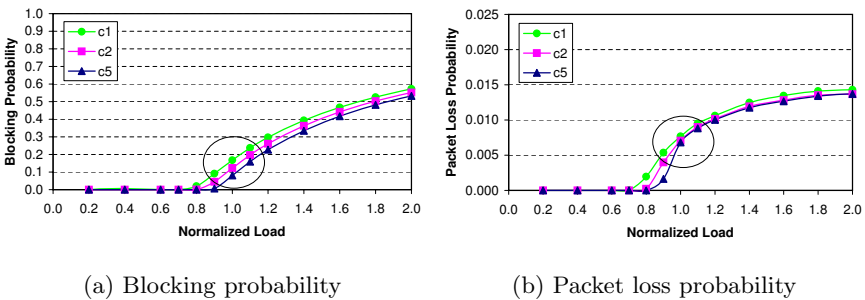 1.0
0.9
0.8
0.7
0.6
0.5
0.4
0.3
0.2
0.1
0.0
Blocking Probability
c1
c2
c5
0.0 0.2 0.4 0.6 0.8 1.0 1.2 1.4 1.6 1.8 2.0
Normalized Load
(a) Blocking probability
0.025
0.020
0.015
0.010
0.005
0.000
Packet Loss Probability
c1
c2
c5
0.0 0.2 0.4 0.6 0.8 1.0 1.2 1.4 1.6 1.8 2.0
Normalized Load
(b) Packet loss probability